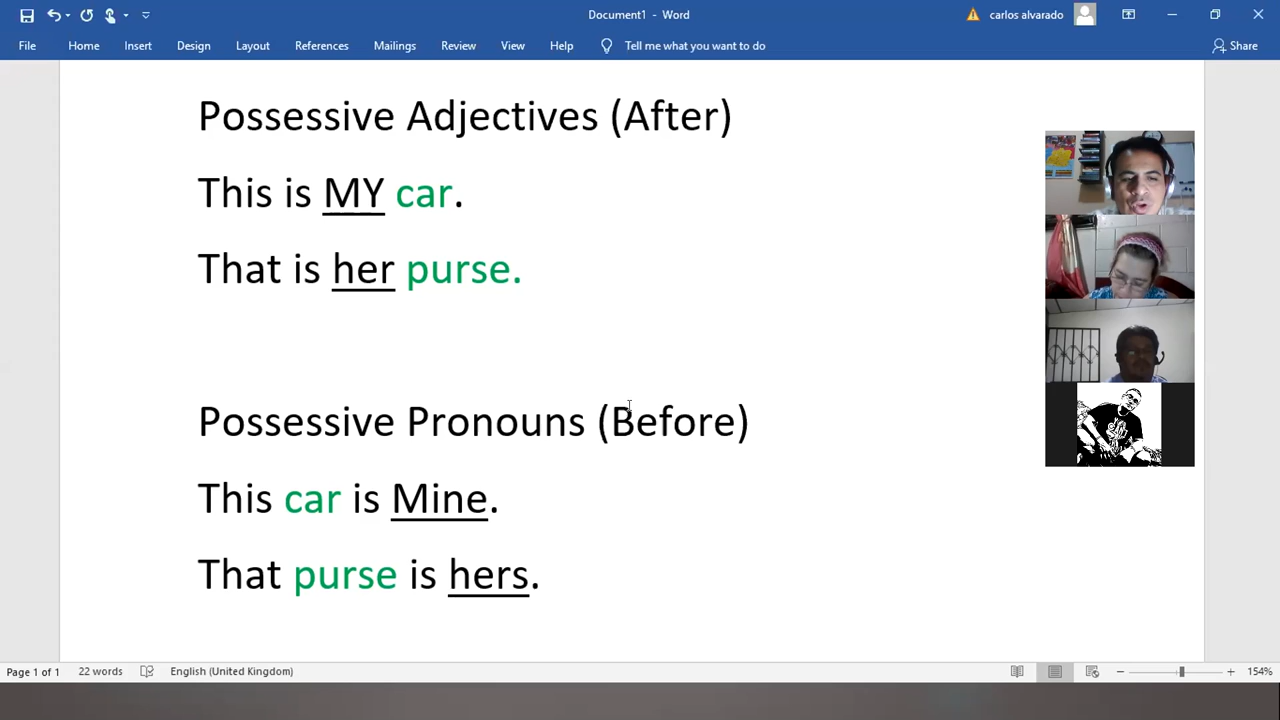 Document1 - Word
carlos alvarado
File Home Insert Design Layout References Mailings Review View Help Tell me what you want to do Share
Possessive Adjectives (After)
This is MY car.
That is her purse.
Possessive Pronouns (Before)
This car is Mine.
That purse is hers.
Page 1 of 1 22 words English (United Kingdom) 154%